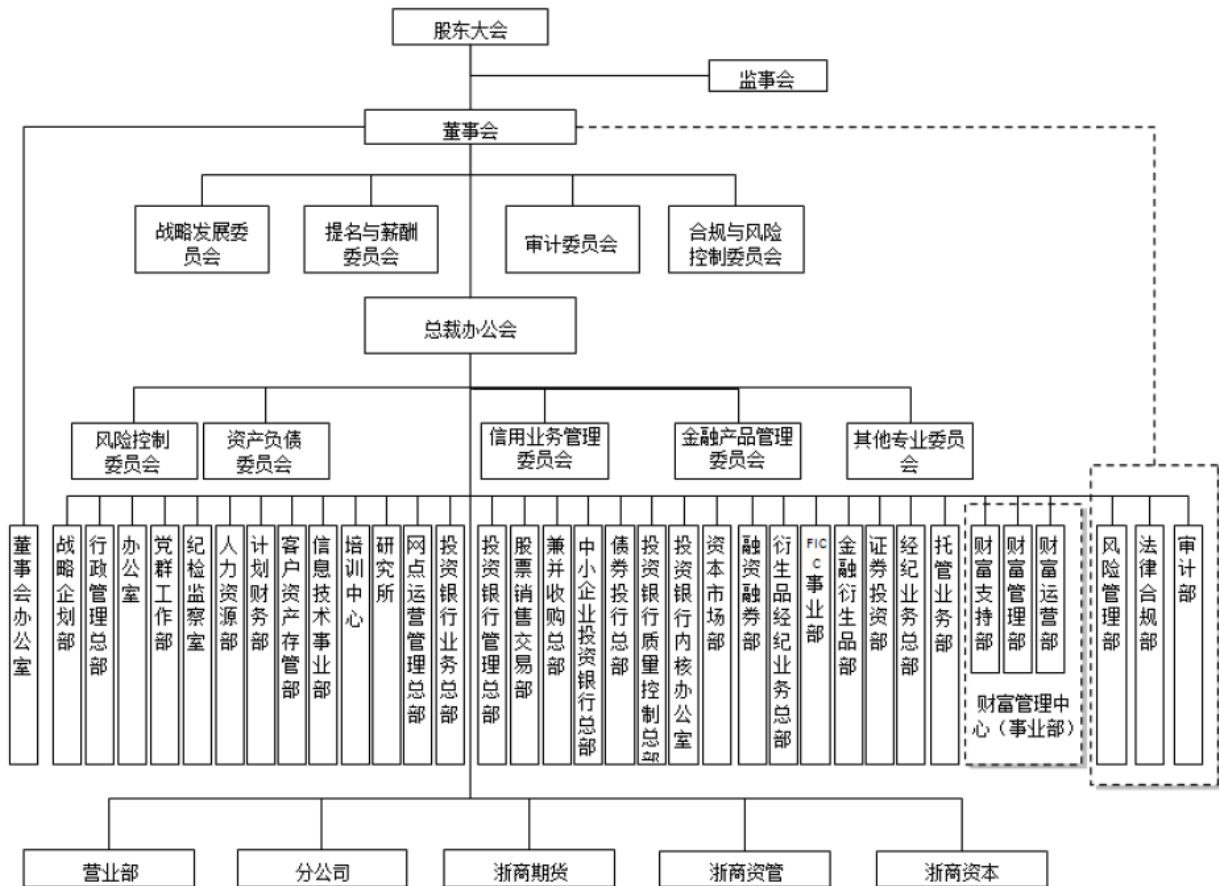 股东大会
监事会
董事会
战略发展委
员会
提名与薪酬
委员会
审计委员会
合规与风险
控制委员会
总裁办公会
风险控制
委员会
资产负债
委员会
信用业务管理
委员会
金融产品管理
委员会
其他专业委员
会
董事会办公室
战略企划部
行政管理总部
办公室
党群工作部
纪检监察室
人力资源部
计划财务部
客户资产存管部
信息技术事业部
培训中心
研究所
网点运营管理总部
投资银行业务总部
投资银行管理总部
股票销售交易部
兼并收购总部
中小企业投资银行总部
债券投行总部
投资银行质量控制总部
投资银行内核办公室
资本市场部
融资融券部
衍生品经纪业务总部
FICC事业部
金融衍生品部
证券投资部
经纪业务总部
托管业务部
财富支持部
财富管理部
财富运营部
财富管理中
心（事业部）
风险管理部
法律合规部
审计部
营业部
分公司
浙商期货
浙商资管
浙商资本